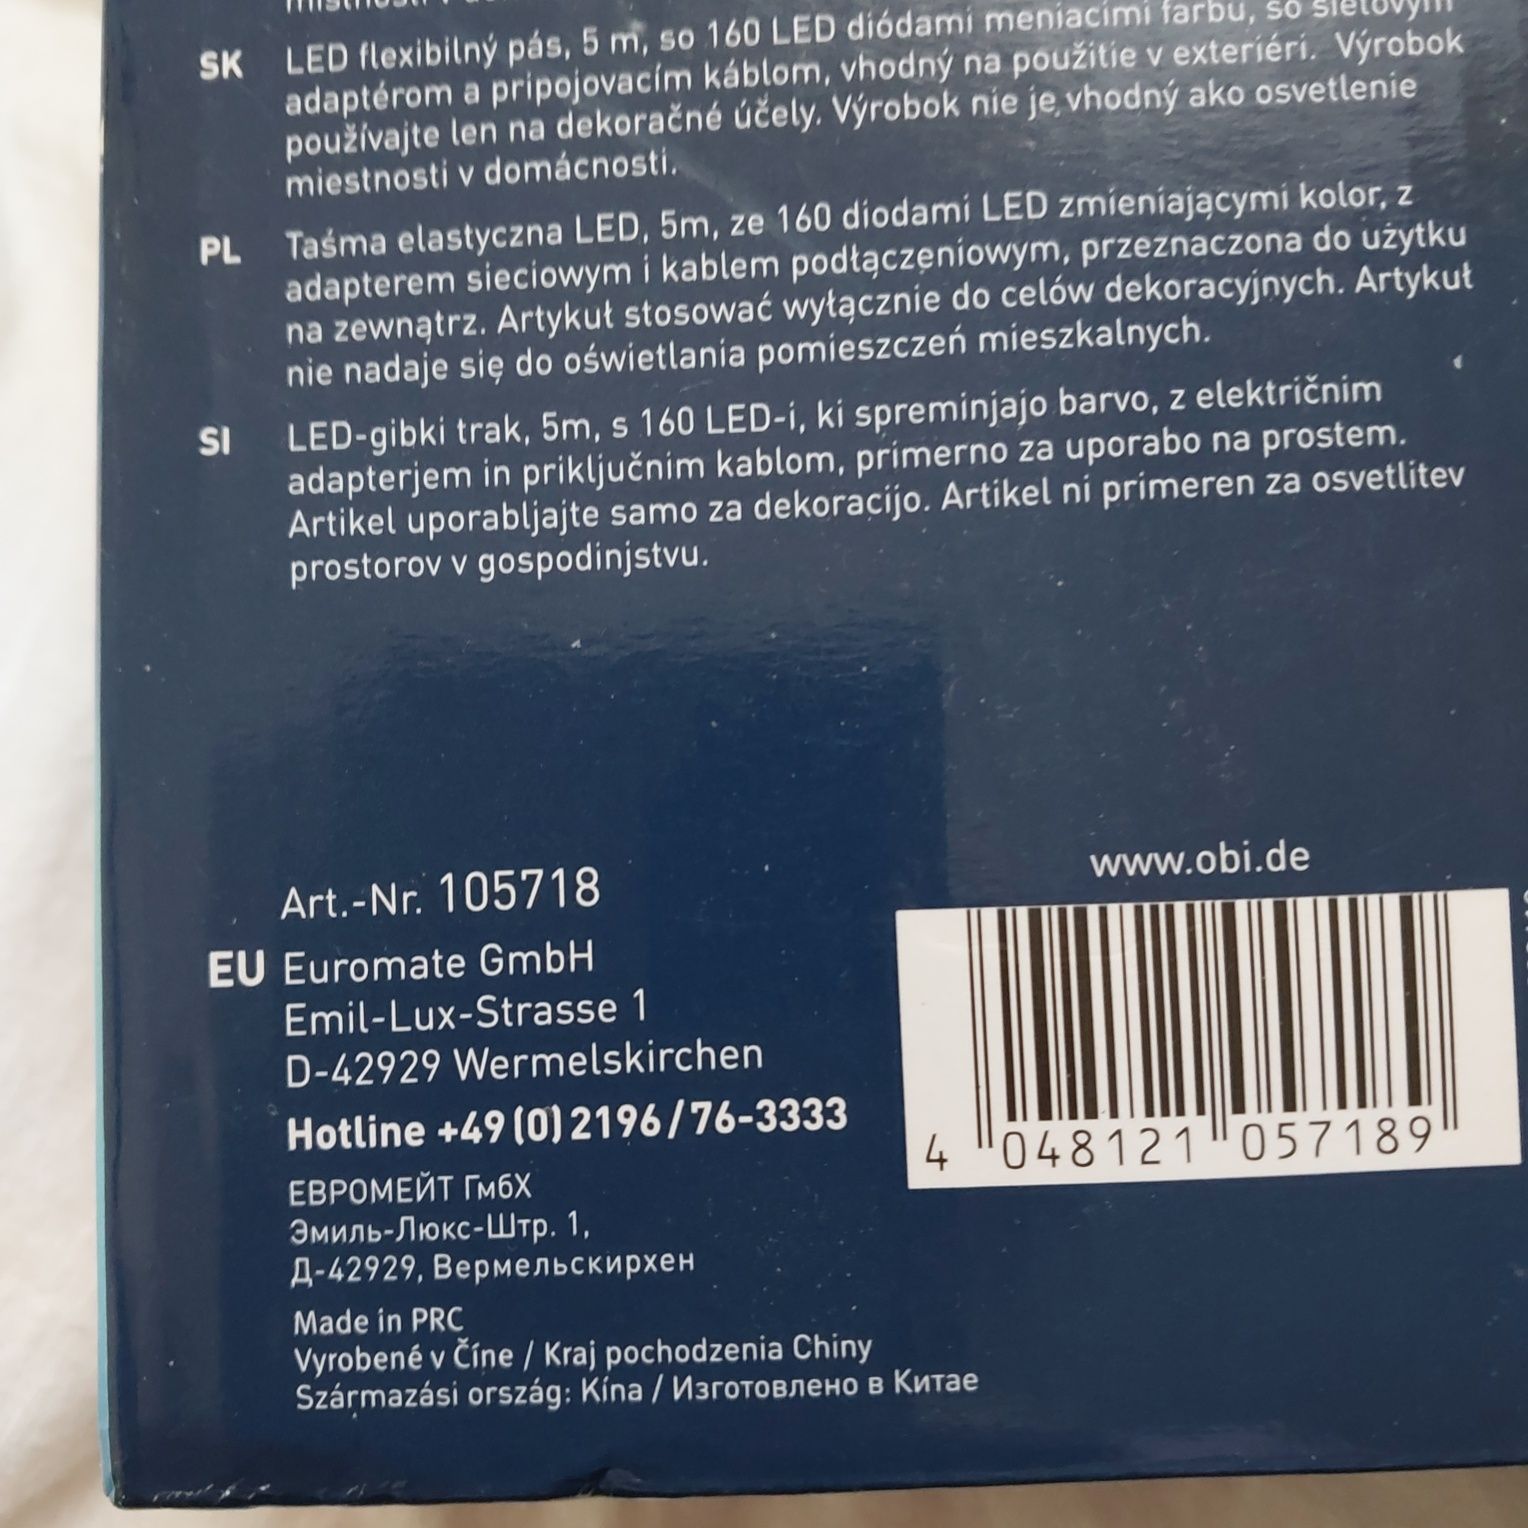 SK LED flexibilný pás, 5 m, so 160 LED diódami meniacimi farbu, so sieťovým
adaptérom a pripojovacím káblom, vhodný na použitie v exteriéri. Výrobok
používajte len na dekoračné účely. Výrobok nie je vhodný ako osvetlenie
miestnosti v domácnosti.
PL Taśma elastyczna LED, 5m, ze 160 diodami LED zmieniającymi kolor, z
adapterem sieciowym i kablem podłączeniowym, przeznaczona do użytku
na zewnątrz. Artykuł stosować wyłącznie do celów dekoracyjnych. Artykuł
nie nadaje się do oświetlania pomieszczeń mieszkalnych.
SI LED-gibki trak, 5m, s 160 LED-i, ki spreminjajo barvo, z električnim
adapterjem in priključnim kablom, primerno za uporabo na prostem.
Artikel uporabljajte samo za dekoracijo. Artikel ni primeren za osvetlitev
prostorov v gospodinjstvu.
Art.-Nr. 105718
EU Euromate GmbH
Emil-Lux-Strasse 1
D-42929 Wermelskirchen
Hotline +49 (0) 2196/76-3333
ЕВРОМЕЙТ ГмбХ
Эмиль-Люкс-Штр. 1,
Д-42929, Вермельскирхен
Made in PRC
Vyrobené v Číne / Kraj pochodzenia Chiny
Származási ország: Kína / Изготовлено в Китае
www.obi.de
4 048121 057189